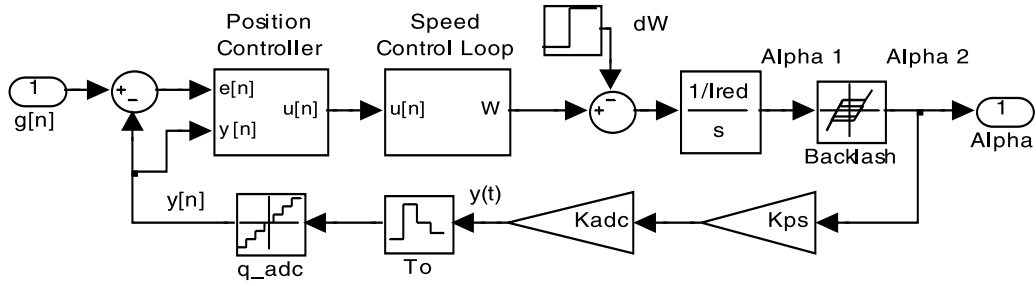 Position
Controller
Speed
Control Loop
dW
Alpha 1
Alpha 2
1
g[n]
+
-
e[n]
y[n]
u[n]
u[n]
W
+
-
1/Ired
s
Backlash
1
Alpha
y[n]
q_adc
To
y(t)
Kadc
Kps